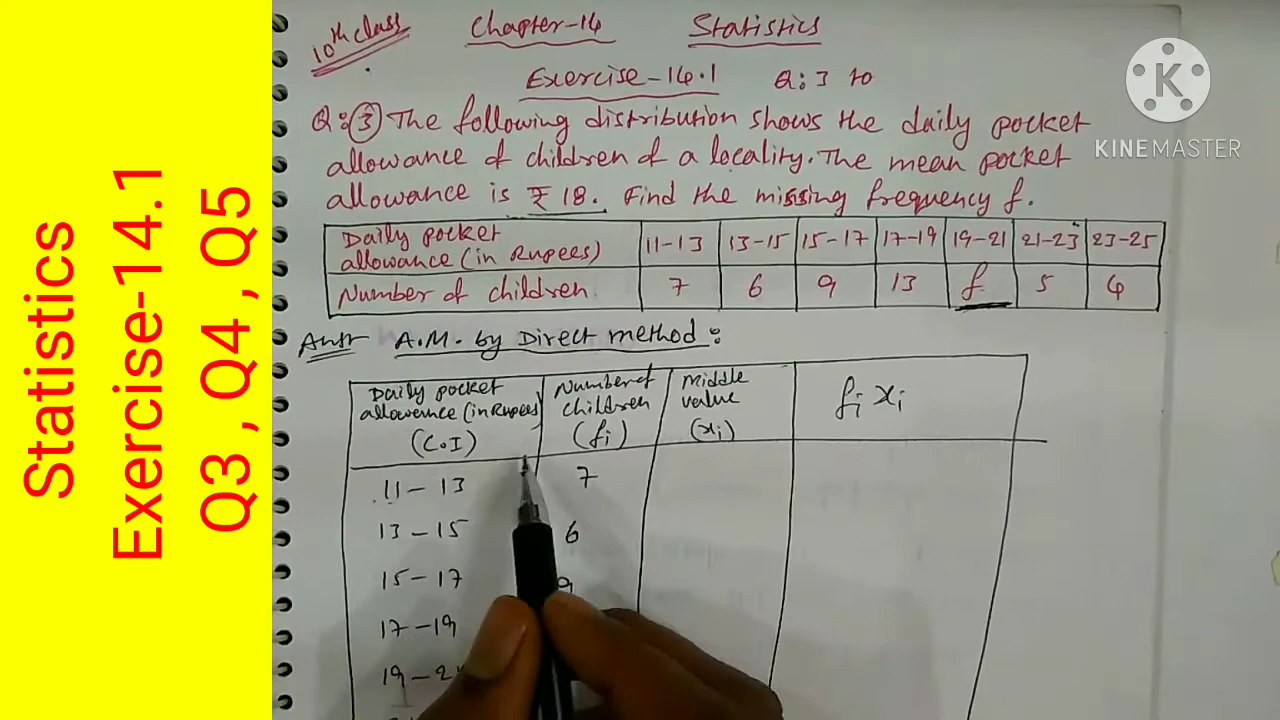 Statistics
Exercise-14.1
Q3 , Q4 , Q5
10th class
Chapter-14 Statistics
Exercise-14.1 Q:3 to
KINEMASTER
Q:③ The following distribution shows the daily pocket
allowance of children of a locality. The mean pocket
allowance is ₹ 18. Find the missing frequency f.
Daily pocket allowance (in Rupees) 11-13 13-15 15-17 17-19 19-21 21-23 23-25
Number of children 7 6 9 13 f 5 4
Ans: A.M. by Direct method:
Daily pocket allowance (in Rupees) (C.I) Number of children (fi) Middle value (xi) fi xi
11-13 7
13-15 6
15-17 9
17-19
19-2